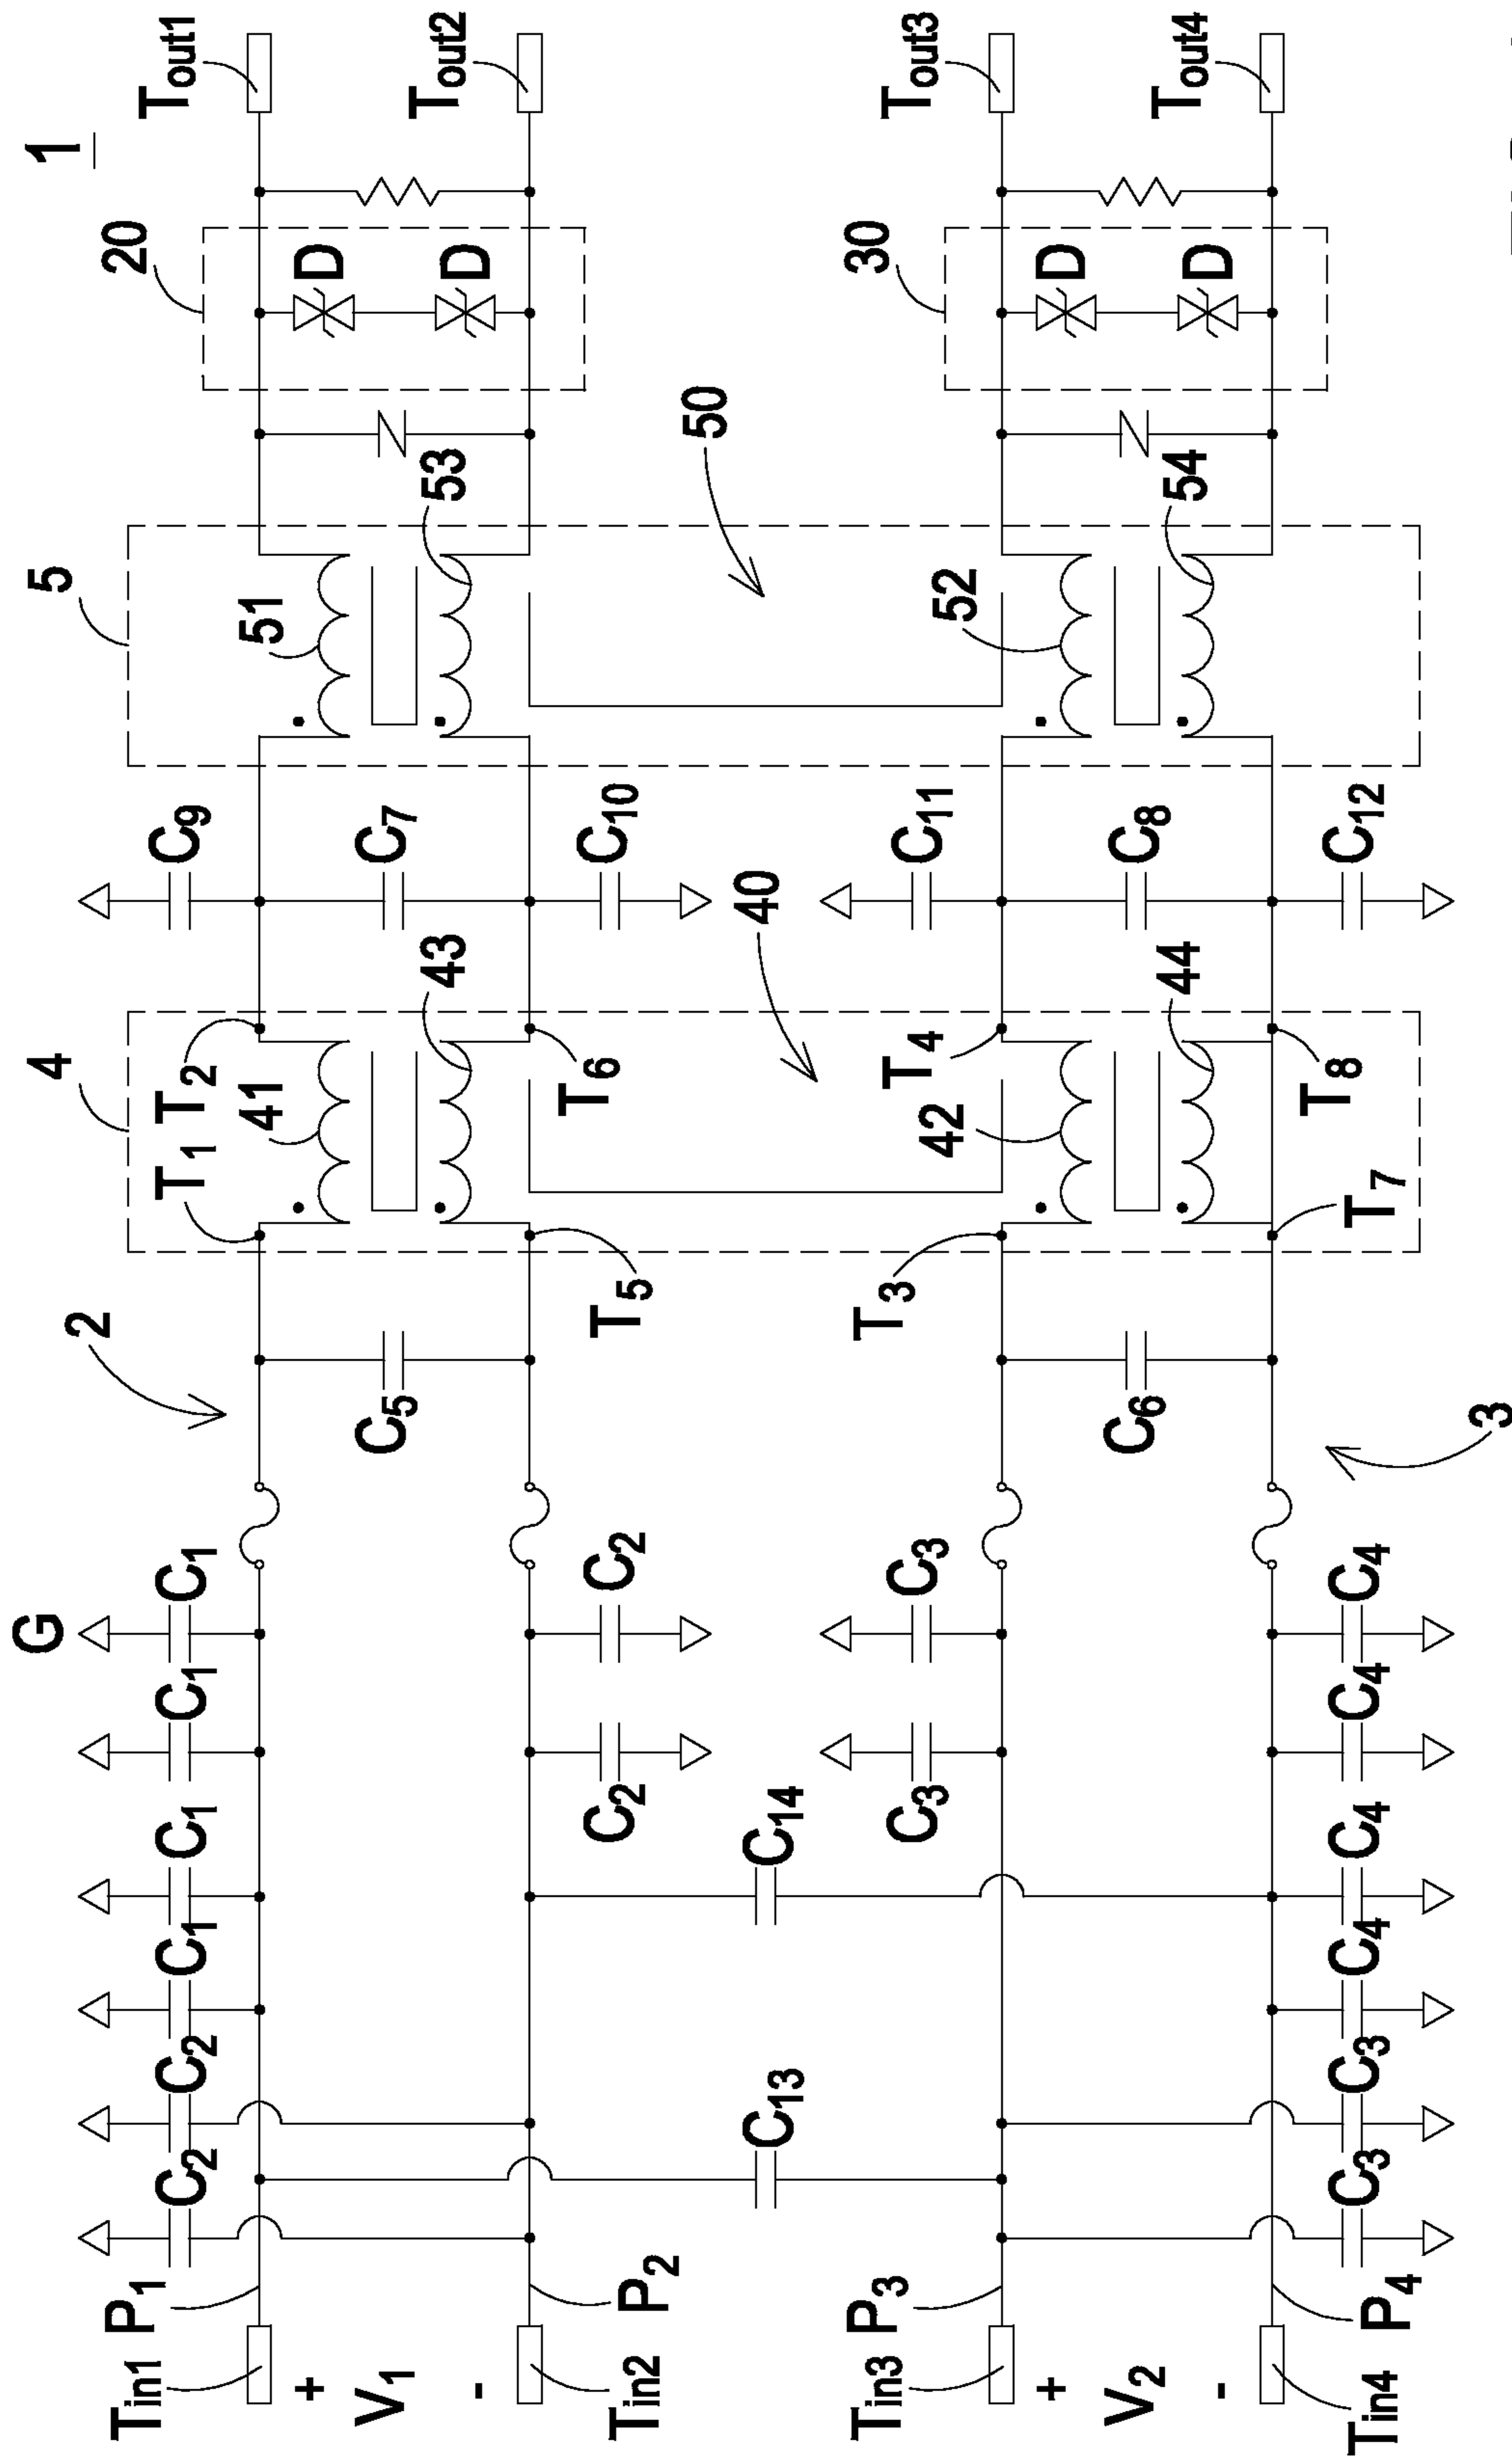 1
G
2
4
5
20
Tin1
P1
C2
C2
C1
C1
C1
C1
T1
T2
41
C9
51
Tout1
+
V1
-
C5
43
C7
53
D
D
Tin2
P2
C2
C2
T5
T6
C10
Tout2
C13
C14
40
50
30
Tin3
P3
C3
C3
T3
T4
42
C11
52
Tout3
+
V2
-
C6
44
C8
54
D
D
Tin4
P4
C3
C3
C4
C4
C4
C4
T7
T8
C12
Tout4
3